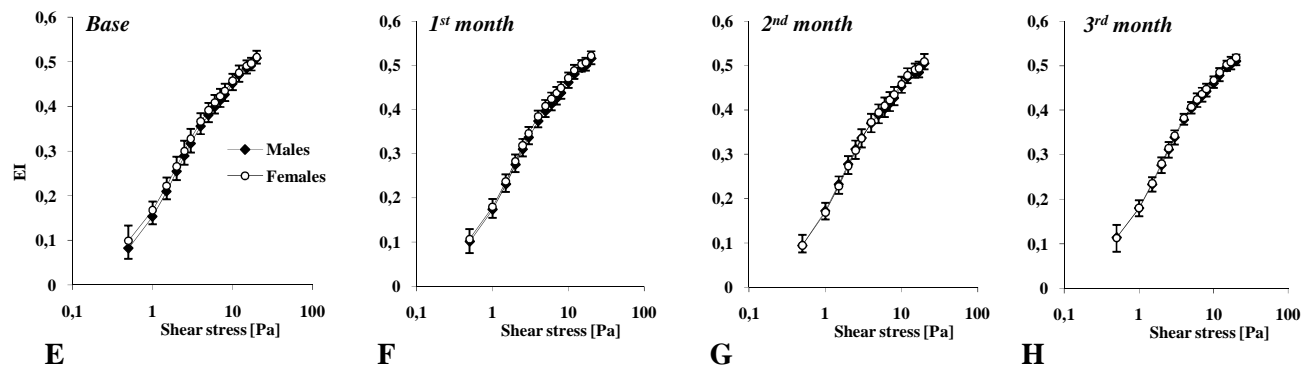 Base
1st month
2nd month
3rd month
0,6
0,5
0,4
0,3
0,2
0,1
0
EI
Males
Females
0,1 1 10 100
Shear stress [Pa]
E
0,6
0,5
0,4
0,3
0,2
0,1
0
0,1 1 10 100
Shear stress [Pa]
F
0,6
0,5
0,4
0,3
0,2
0,1
0
0,1 1 10 100
Shear stress [Pa]
G
0,6
0,5
0,4
0,3
0,2
0,1
0
0,1 1 10 100
Shear stress [Pa]
H